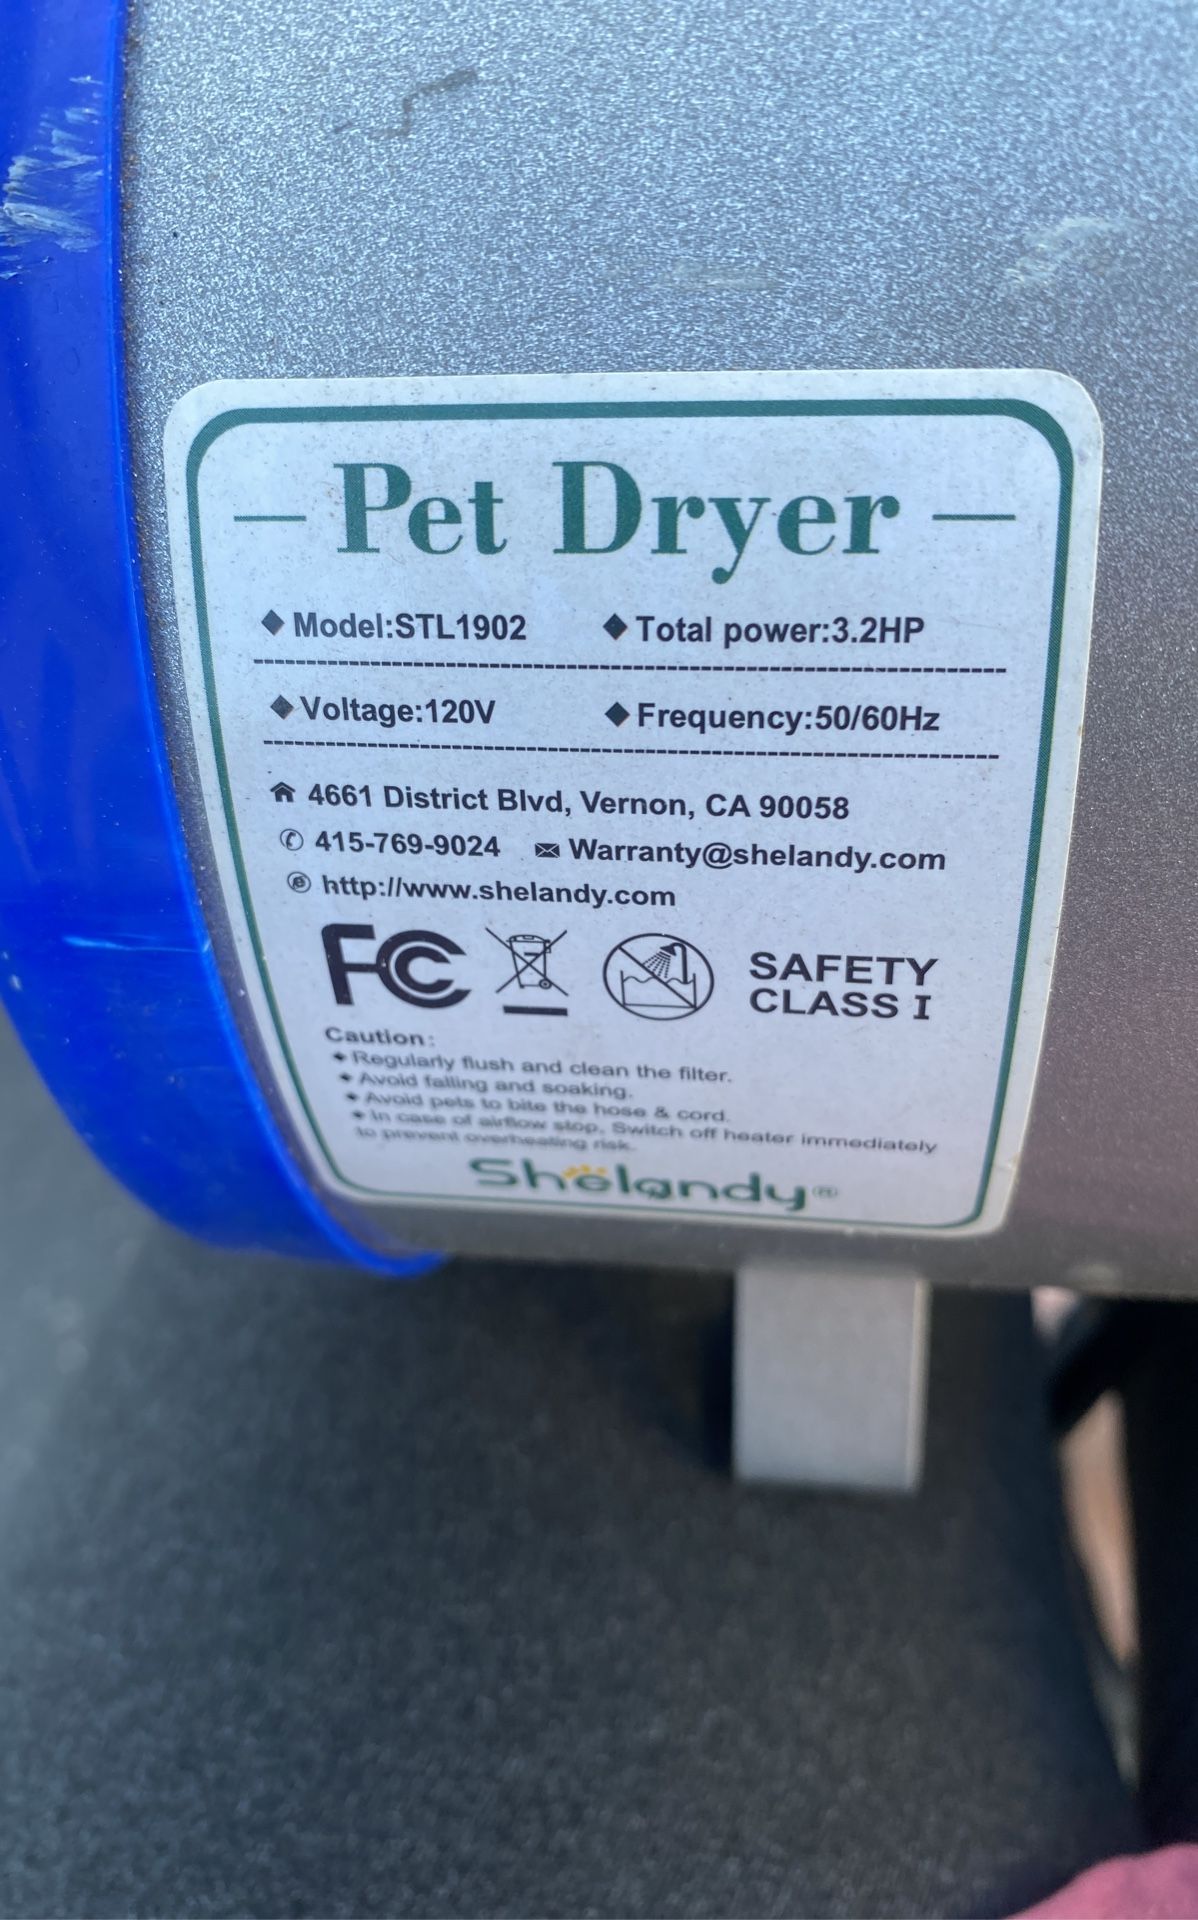 Pet Dryer
Model:STL1902 Total power:3.2HP
Voltage:120V Frequency:50/60Hz
4661 District Blvd, Vernon, CA 90058
415-769-9024 Warranty@shelandy.com
http://www.shelandy.com
FC SAFETY
CLASS I
Caution:
Regularly flush and clean the filter.
Avoid falling and soaking.
Avoid pets to bite the hose & cord.
In case of airflow stop, Switch off heater immediately
to prevent overheating risk.
Shelandy®